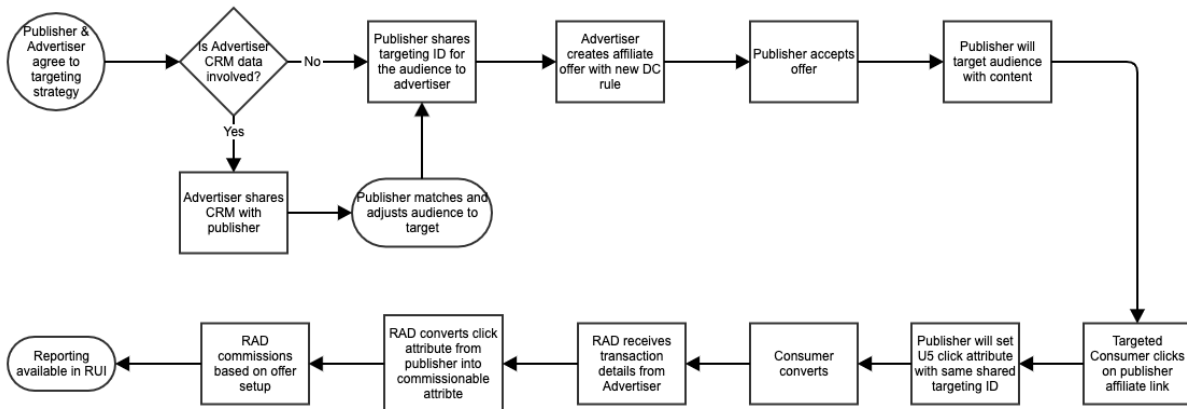 Publisher &
Advertiser
agree to
targeting
strategy
Is Advertiser
CRM data
involved?
No
Yes
Publisher shares
targeting ID for
the audience to
advertiser
Advertiser
creates affiliate
offer with new DC
rule
Publisher accepts
offer
Publisher will
target audience
with content
Advertiser shares
CRM with
publisher
Publisher matches and
adjusts audience to
target
Reporting
available in RUI
RAD
commissions
based on offer
setup
RAD converts click
attribute from
publisher into
commissionable
attribte
RAD receives
transaction
details from
Advertiser
Consumer
converts
Publisher will set
U5 click attribute
with same shared
targeting ID
Targeted
Consumer clicks
on publisher
affiliate link